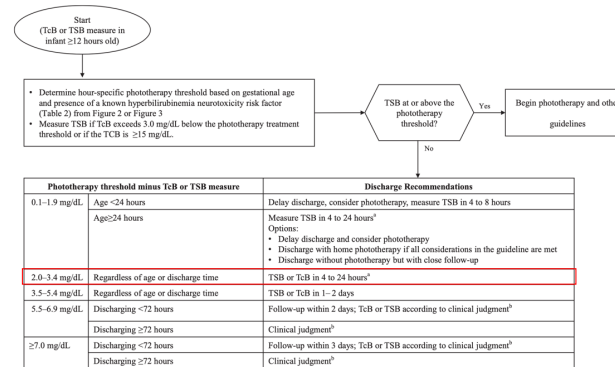 Start
(TcB or TSB measure in
infant ≥12 hours old)
• Determine hour-specific phototherapy threshold based on gestational age
and presence of a known hyperbilirubinemia neurotoxicity risk factor
(Table 2) from Figure 2 or Figure 3
• Measure TSB if TcB exceeds 3.0 mg/dL below the phototherapy treatment
threshold or if the TCB is ≥15 mg/dL.
TSB at or above the
phototherapy
threshold?
Yes
Begin phototherapy and othe
guidelines
No
Phototherapy threshold minus TcB or TSB measure Discharge Recommendations
0.1–1.9 mg/dL Age <24 hours Delay discharge, consider phototherapy, measure TSB in 4 to 8 hours
Age≥24 hours Measure TSB in 4 to 24 hoursᵃ
Options:
• Delay discharge and consider phototherapy
• Discharge with home phototherapy if all considerations in the guideline are met
• Discharge without phototherapy but with close follow-up
2.0–3.4 mg/dL Regardless of age or discharge time TSB or TcB in 4 to 24 hoursᵃ
3.5–5.4 mg/dL Regardless of age or discharge time TSB or TcB in 1–2 days
5.5–6.9 mg/dL Discharging <72 hours Follow-up within 2 days; TcB or TSB according to clinical judgmentᵇ
Discharging ≥72 hours Clinical judgmentᵇ
≥7.0 mg/dL Discharging <72 hours Follow-up within 3 days; TcB or TSB according to clinical judgmentᵇ
Discharging ≥72 hours Clinical judgmentᵇ